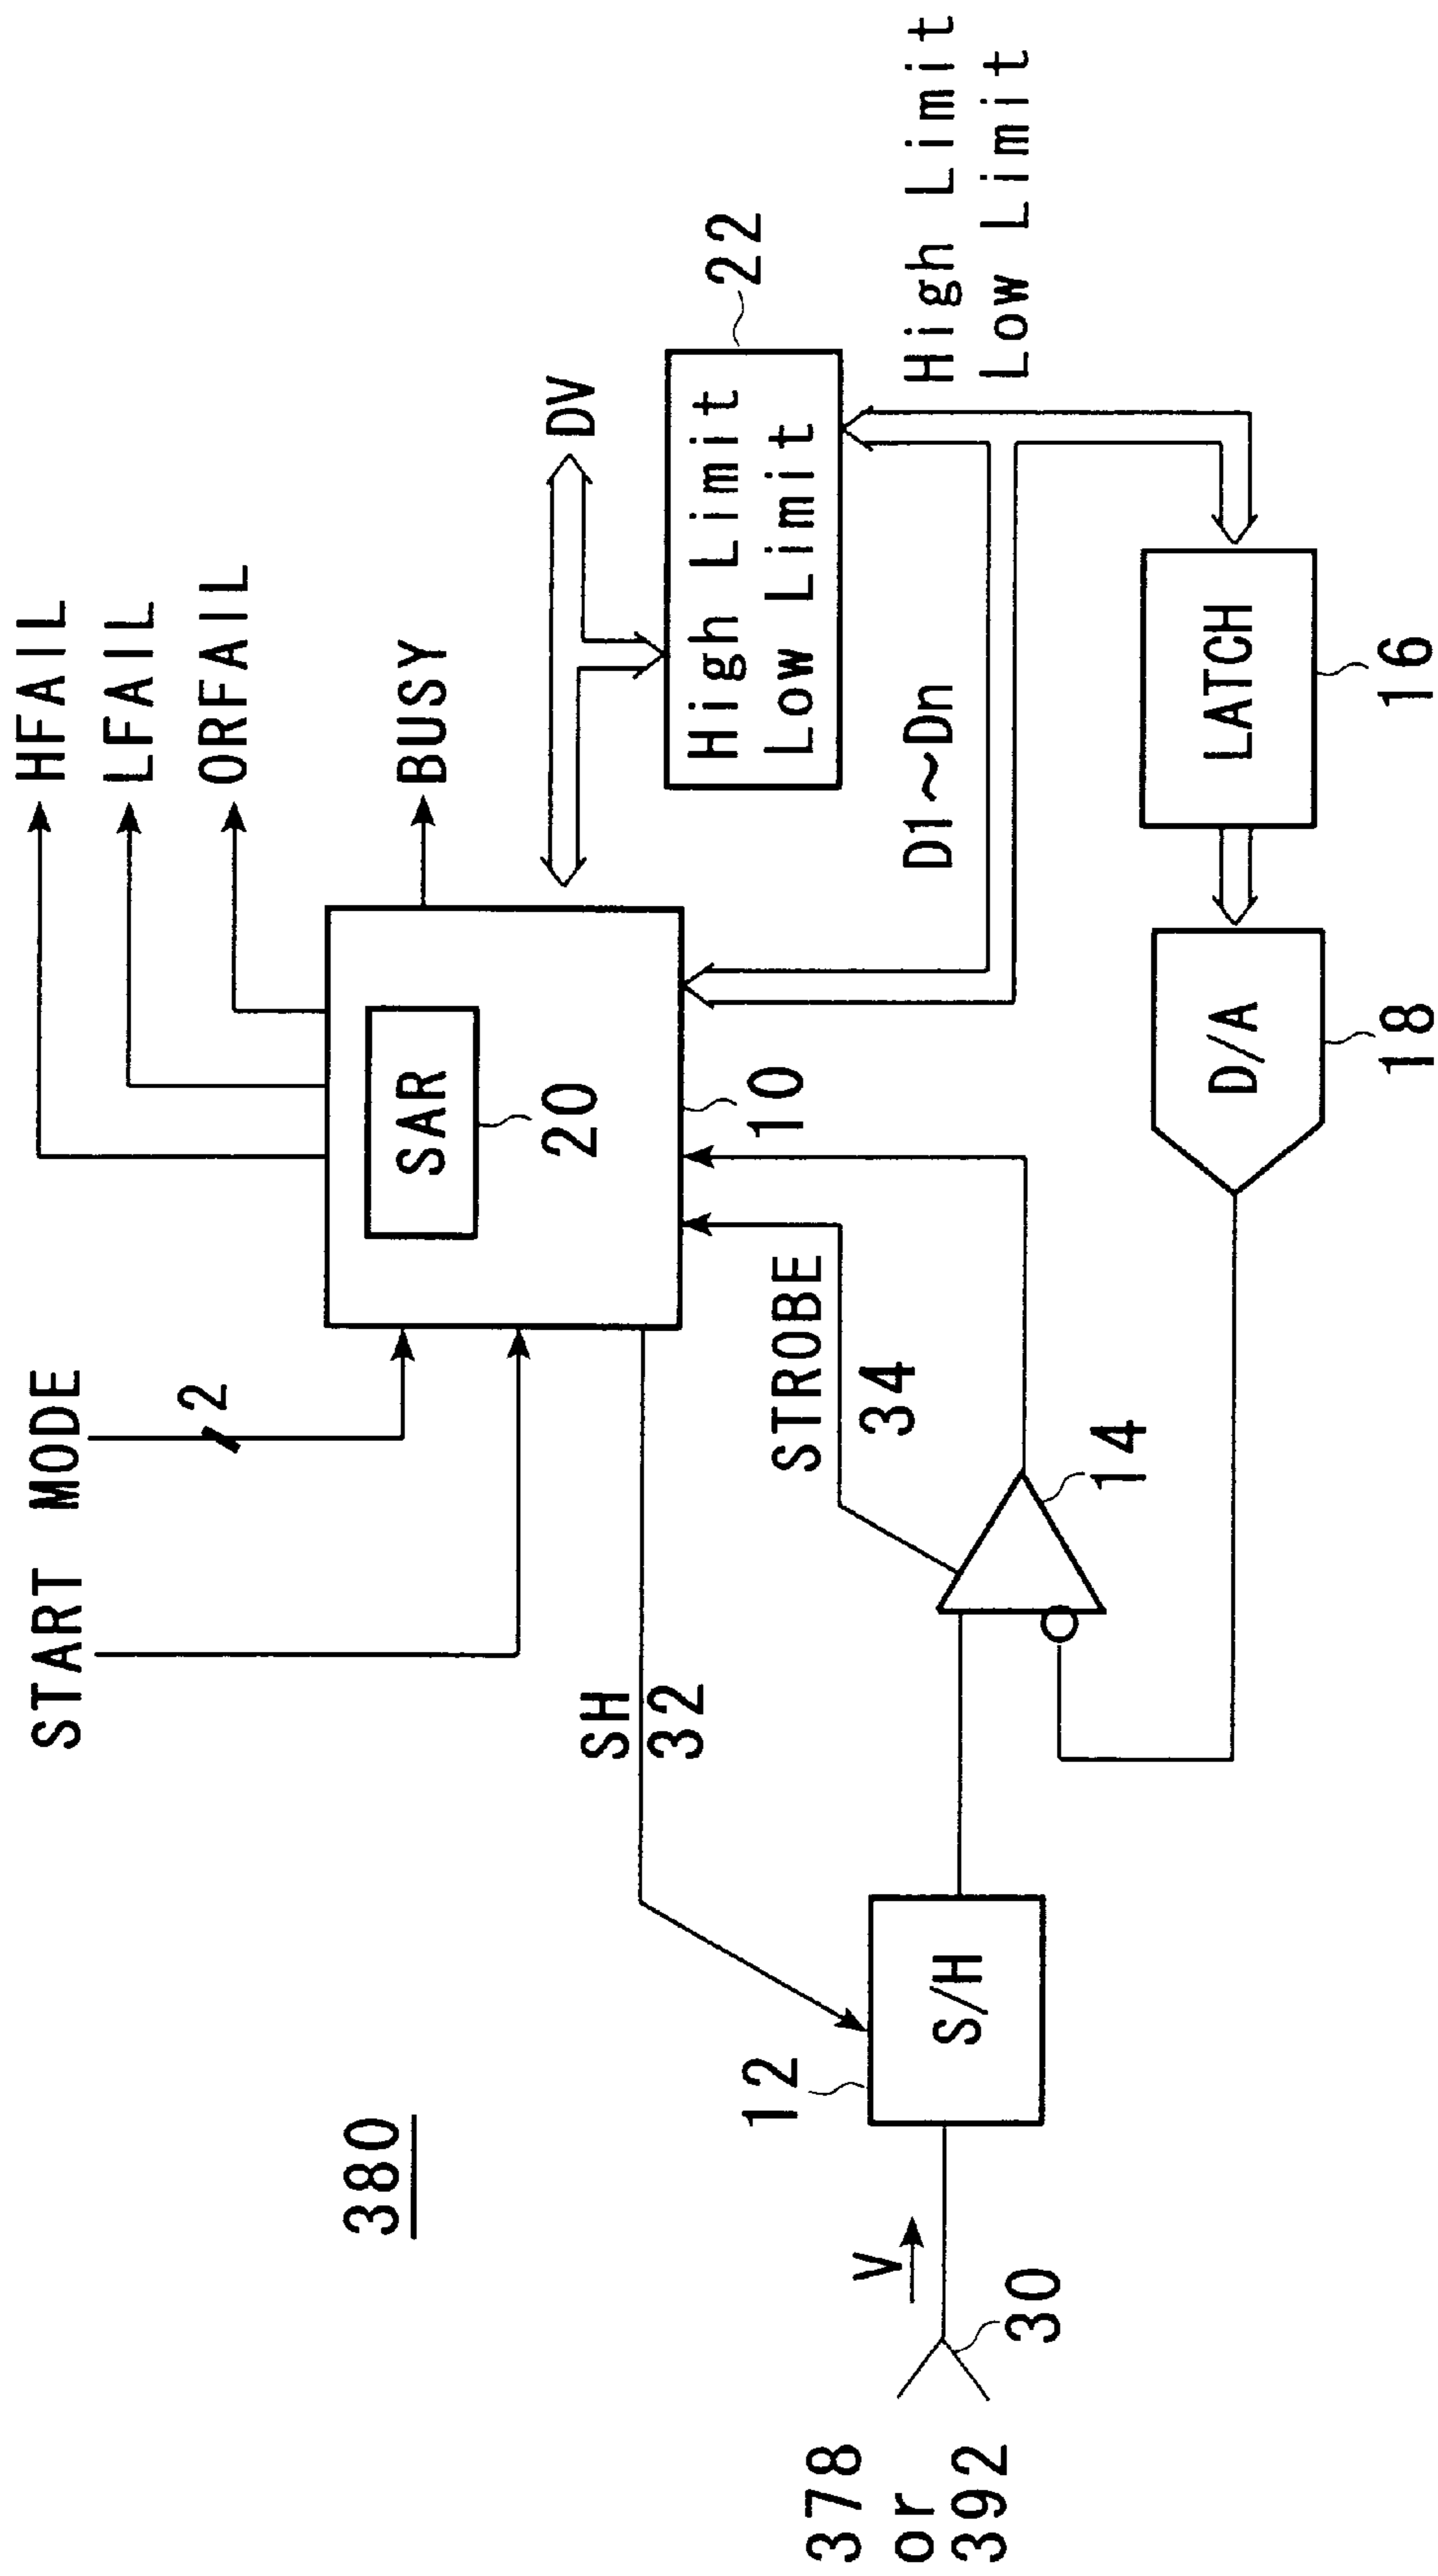 380
START
MODE
2
HFAIL
LFAIL
ORFAIL
BUSY
SAR
20
10
DV
High Limit
Low Limit
22
SH
32
STROBE
34
D1~Dn
High Limit
Low Limit
12
S/H
V
30
378
or
392
14
D/A
18
LATCH
16